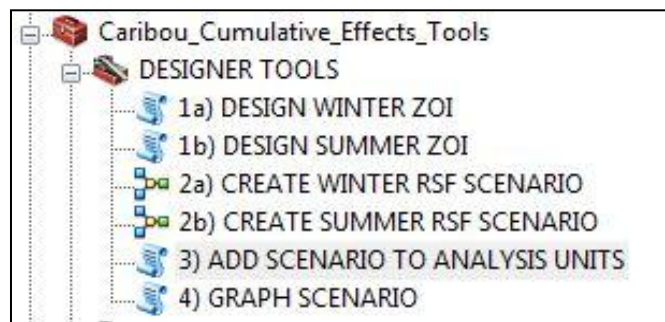 Caribou_Cumulative_Effects_Tools
DESIGNER TOOLS
1a) DESIGN WINTER ZOI
1b) DESIGN SUMMER ZOI
2a) CREATE WINTER RSF SCENARIO
2b) CREATE SUMMER RSF SCENARIO
3) ADD SCENARIO TO ANALYSIS UNITS
4) GRAPH SCENARIO